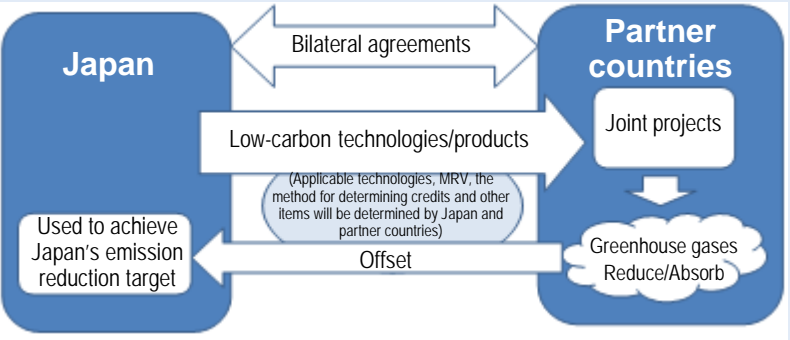 Japan
Bilateral agreements
Partner
countries
Low-carbon technologies/products
Joint projects
(Applicable technologies, MRV, the
method for determining credits and other
items will be determined by Japan and
partner countries)
Used to achieve
Japan's emission
reduction target
Offset
Greenhouse gases
Reduce/Absorb